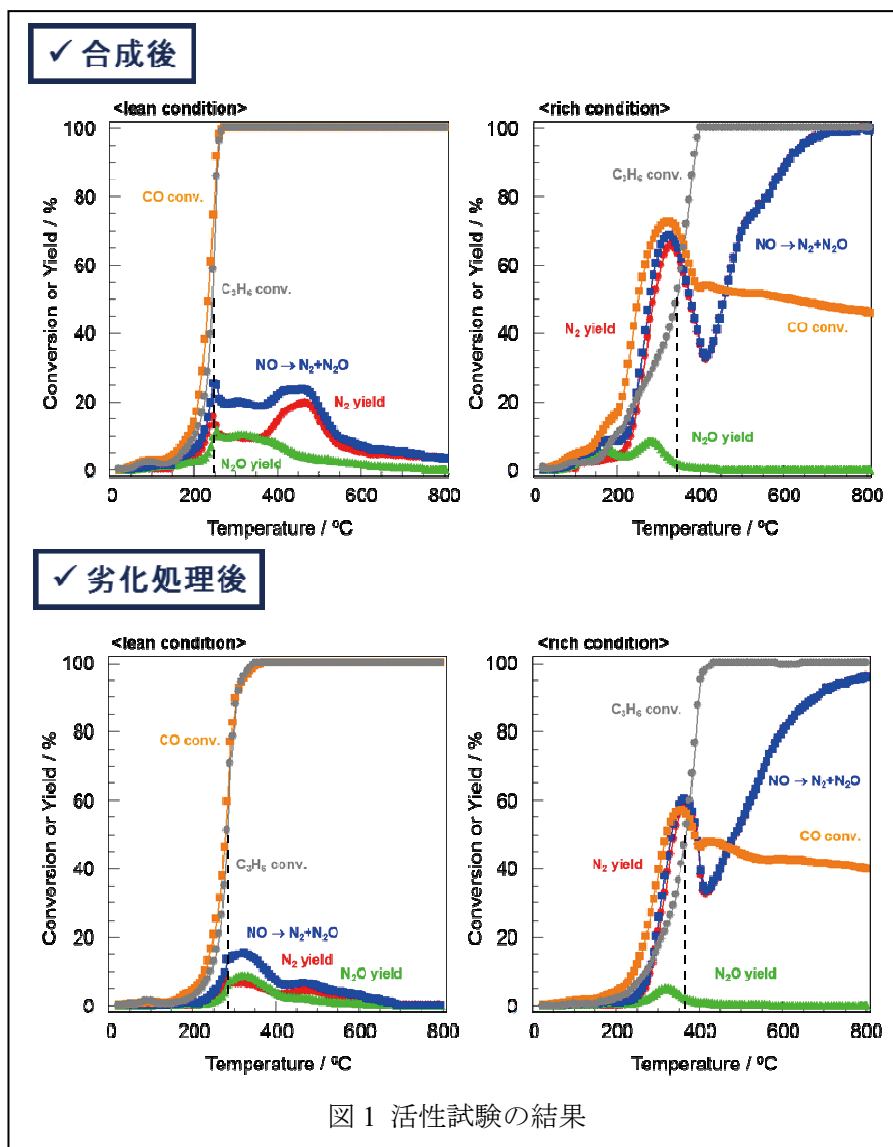 ✓ 合成後
<lean condition>
100
80
60
40
20
0
Conversion or Yield / %
CO conv.
C₃H₆ conv.
NO → N₂+N₂O
N₂ yield
N₂O yield
0 200 400 600 800
Temperature / ºC
<rich condition>
100
80
60
40
20
0
Conversion or Yield / %
C₃H₆ conv.
NO → N₂+N₂O
N₂ yield
CO conv.
N₂O yield
0 200 400 600 800
Temperature / ºC
✓ 劣化処理後
<lean condition>
100
80
60
40
20
0
Conversion or Yield / %
CO conv.
C₃H₆ conv.
NO → N₂+N₂O
N₂ yield
N₂O yield
0 200 400 600 800
Temperature / ºC
<rich condition>
100
80
60
40
20
0
Conversion or Yield / %
C₃H₆ conv.
NO → N₂+N₂O
CO conv.
N₂ yield
N₂O yield
0 200 400 600 800
Temperature / ºC
図 1 活性試験の結果